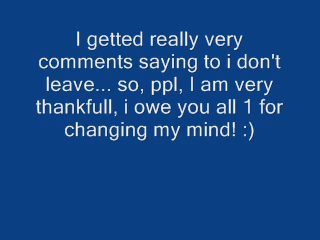 I getted really very
comments saying to i don't
leave... so, ppl, I am very
thankfull, i owe you all 1 for
changing my mind! :)